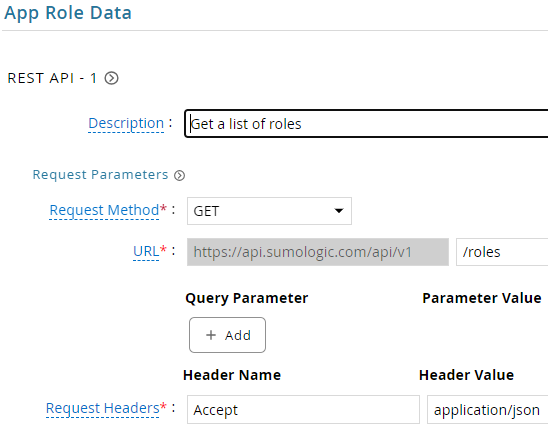 App Role Data
REST API - 1
Description :
Get a list of roles
Request Parameters
Request Method* :
GET
URL* :
https://api.sumologic.com/api/v1
/roles
Query Parameter
Parameter Value
+ Add
Header Name
Header Value
Request Headers* :
Accept
application/json